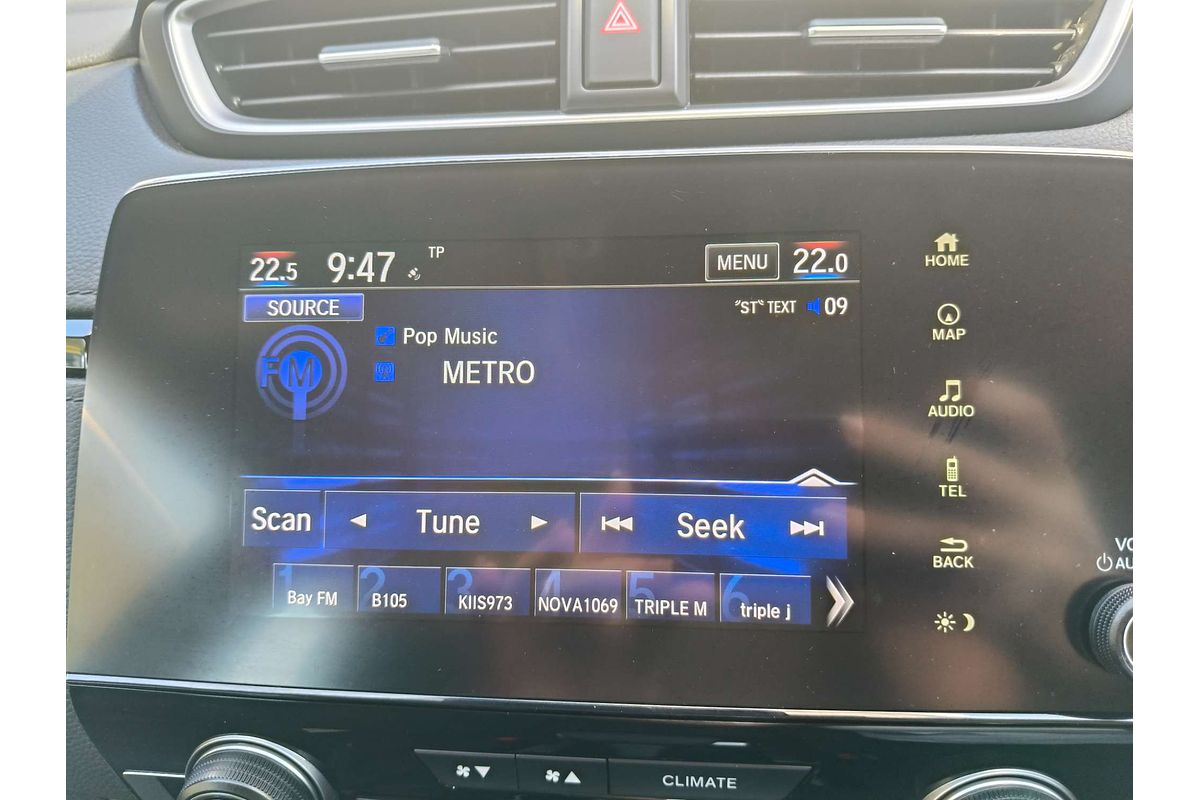 22.5 9:47 TP MENU 22.0
SOURCE "ST" TEXT 09
FM Pop Music
METRO
Scan Tune Seek
1 Bay FM 2 B105 3 KIIS973 4 NOVA1069 5 TRIPLE M 6 triple j
HOME
MAP
AUDIO
TEL
BACK
CLIMATE